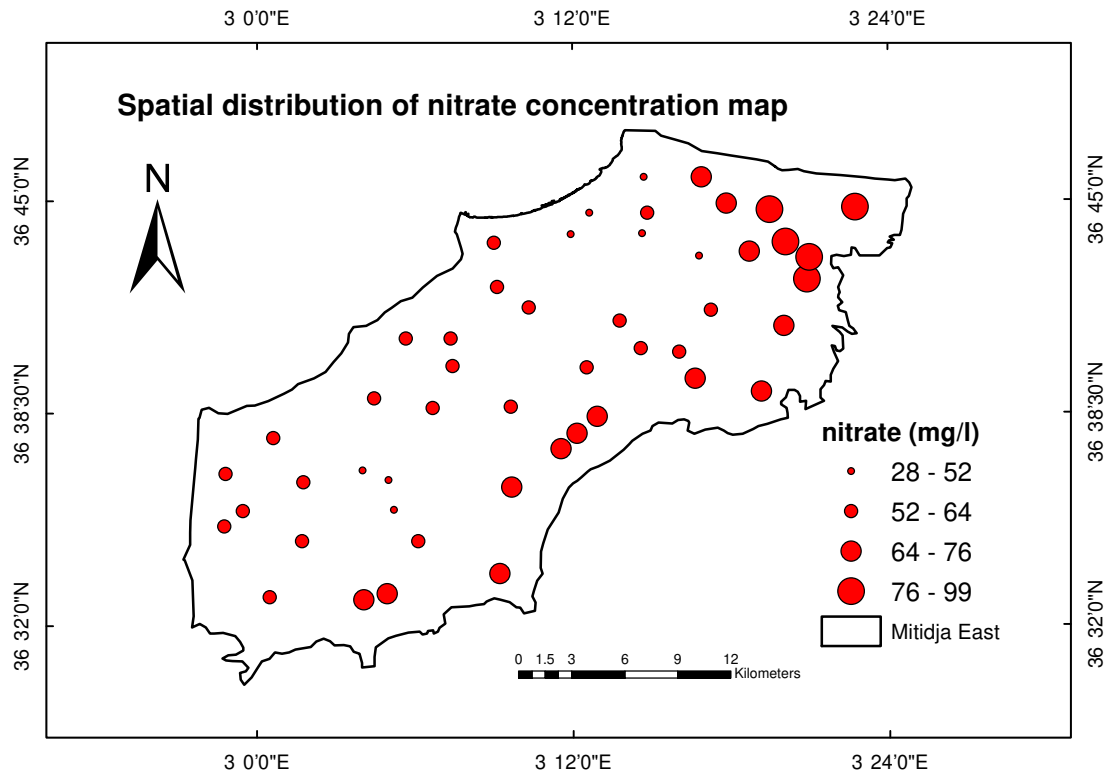 3 0'0"E
3 12'0"E
3 24'0"E
Spatial distribution of nitrate concentration map
N
36 45'0"N
36 45'0"N
36 38'30"N
36 38'30"N
nitrate (mg/l)
28 - 52
52 - 64
64 - 76
76 - 99
Mitidja East
36 32'0"N
36 32'0"N
0 1.5 3 6 9 12
Kilometers
3 0'0"E
3 12'0"E
3 24'0"E